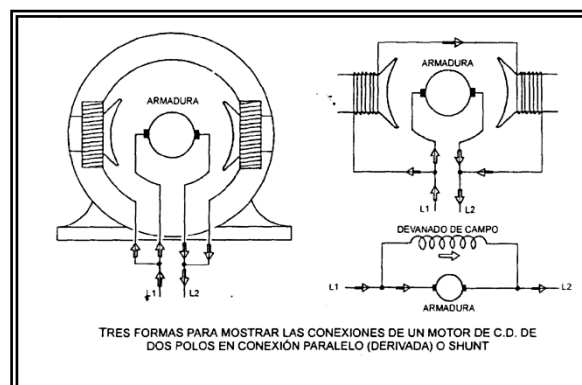 ARMADURA
L1
L2
ARMADURA
L1
L2
DEVANADO DE CAMPO
L1
L2
ARMADURA
TRES FORMAS PARA MOSTRAR LAS CONEXIONES DE UN MOTOR DE C.D. DE
DOS POLOS EN CONEXIÓN PARALELO (DERIVADA) O SHUNT